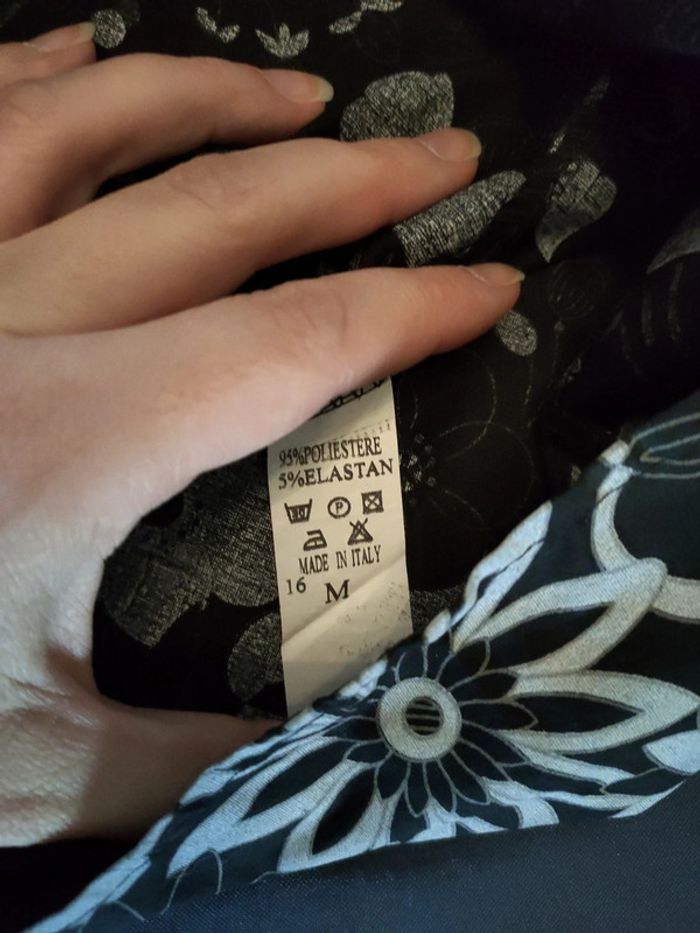 95%POLIESTERE
5%ELASTAN
P
MADE IN ITALY
16 M